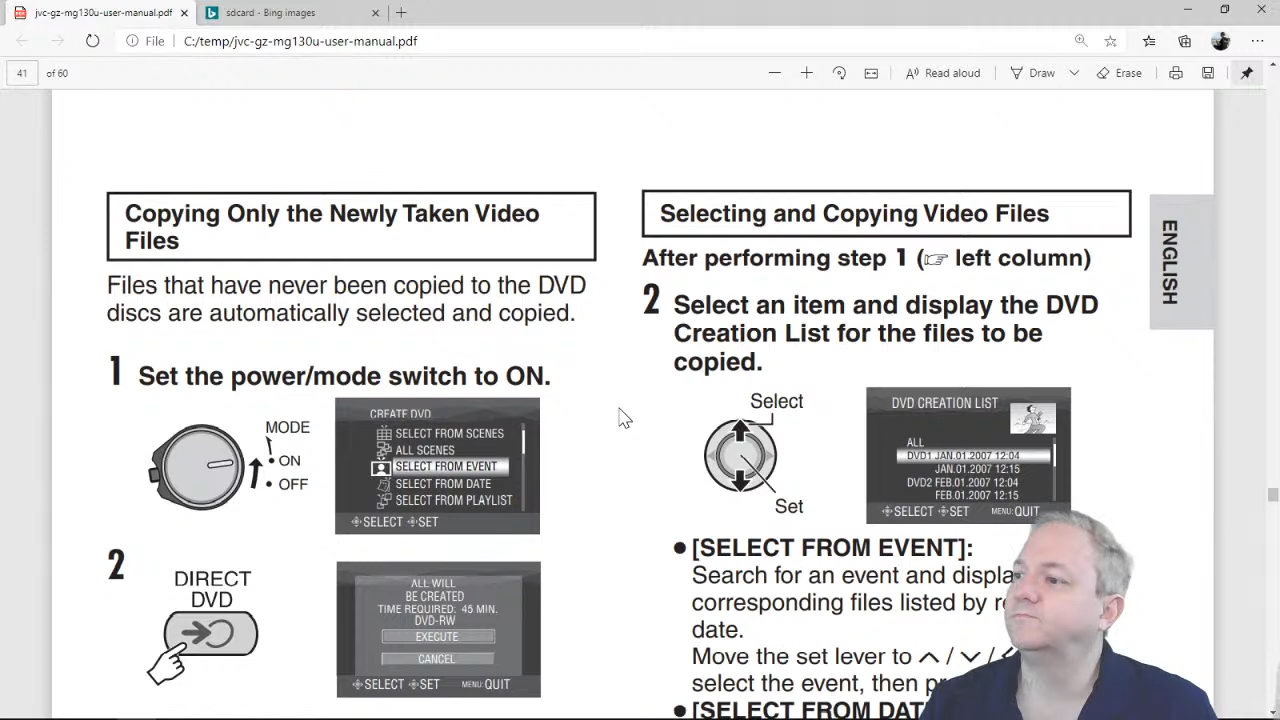 jvc-gz-mg130u-user-manual.pdf
sdcard - Bing images
File
C:/temp/jvc-gz-mg130u-user-manual.pdf
41 of 60
Read aloud
Draw
Erase
Copying Only the Newly Taken Video
Files
Files that have never been copied to the DVD
discs are automatically selected and copied.
1 Set the power/mode switch to ON.
MODE
ON
OFF
CREATE DVD
SELECT FROM SCENES
ALL SCENES
SELECT FROM EVENT
SELECT FROM DATE
SELECT FROM PLAYLIST
SELECT SET
2
DIRECT
DVD
ALL WILL
BE CREATED
TIME REQUIRED: 45 MIN.
DVD-RW
EXECUTE
CANCEL
SELECT SET MENU: QUIT
Selecting and Copying Video Files
After performing step 1 (☞ left column)
2 Select an item and display the DVD
Creation List for the files to be
copied.
Select
Set
DVD CREATION LIST
ALL
DVD1 JAN.01.2007 12:04
JAN.01.2007 12:15
DVD2 FEB.01.2007 12:04
FEB.01.2007 12:15
SELECT SET MENU: QUIT
● [SELECT FROM EVENT]:
Search for an event and displa
corresponding files listed by r
date.
Move the set lever to ︿ / ﹀ /
select the event, then p
● [SELECT FROM DAT
ENGLISH